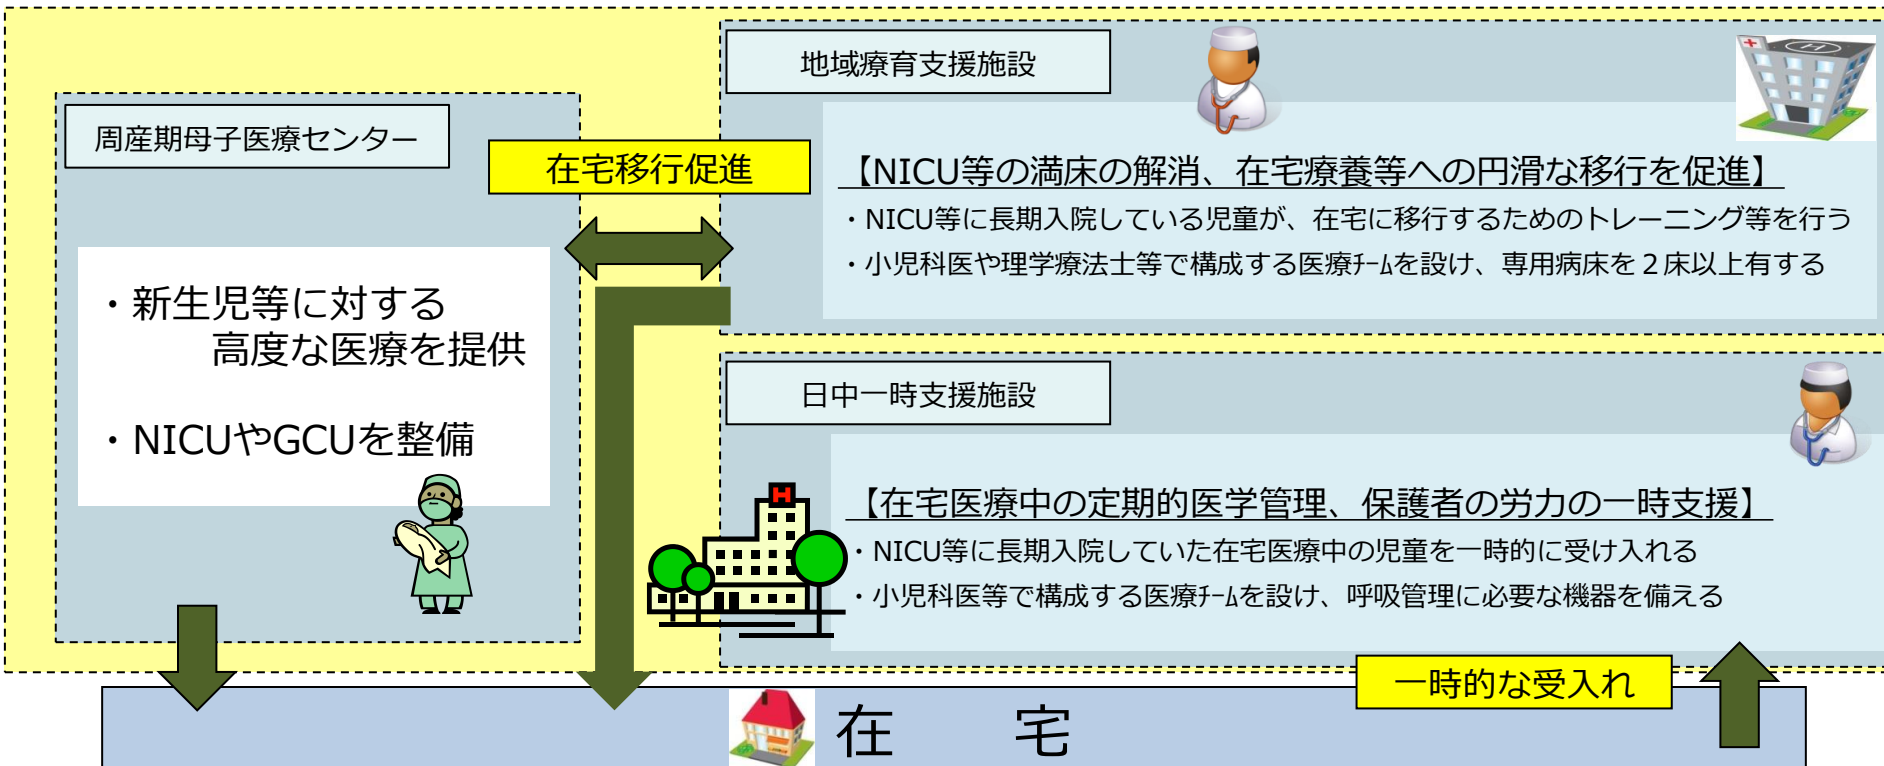 地域療育支援施設
周産期母子医療センター
在宅移行促進
【NICU等の満床の解消、在宅療養等への円滑な移行を促進】
・NICU等に長期入院している児童が、在宅に移行するためのトレーニング等を行う
・小児科医や理学療法士等で構成する医療ﾁｰﾑを設け、専用病床を２床以上有する
・新生児等に対する
高度な医療を提供
・NICUやGCUを整備
日中一時支援施設
【在宅医療中の定期的医学管理、保護者の労力の一時支援】
・NICU等に長期入院していた在宅医療中の児童を一時的に受け入れる
・小児科医等で構成する医療ﾁｰﾑを設け、呼吸管理に必要な機器を備える
一時的な受入れ
在　　宅
H
H